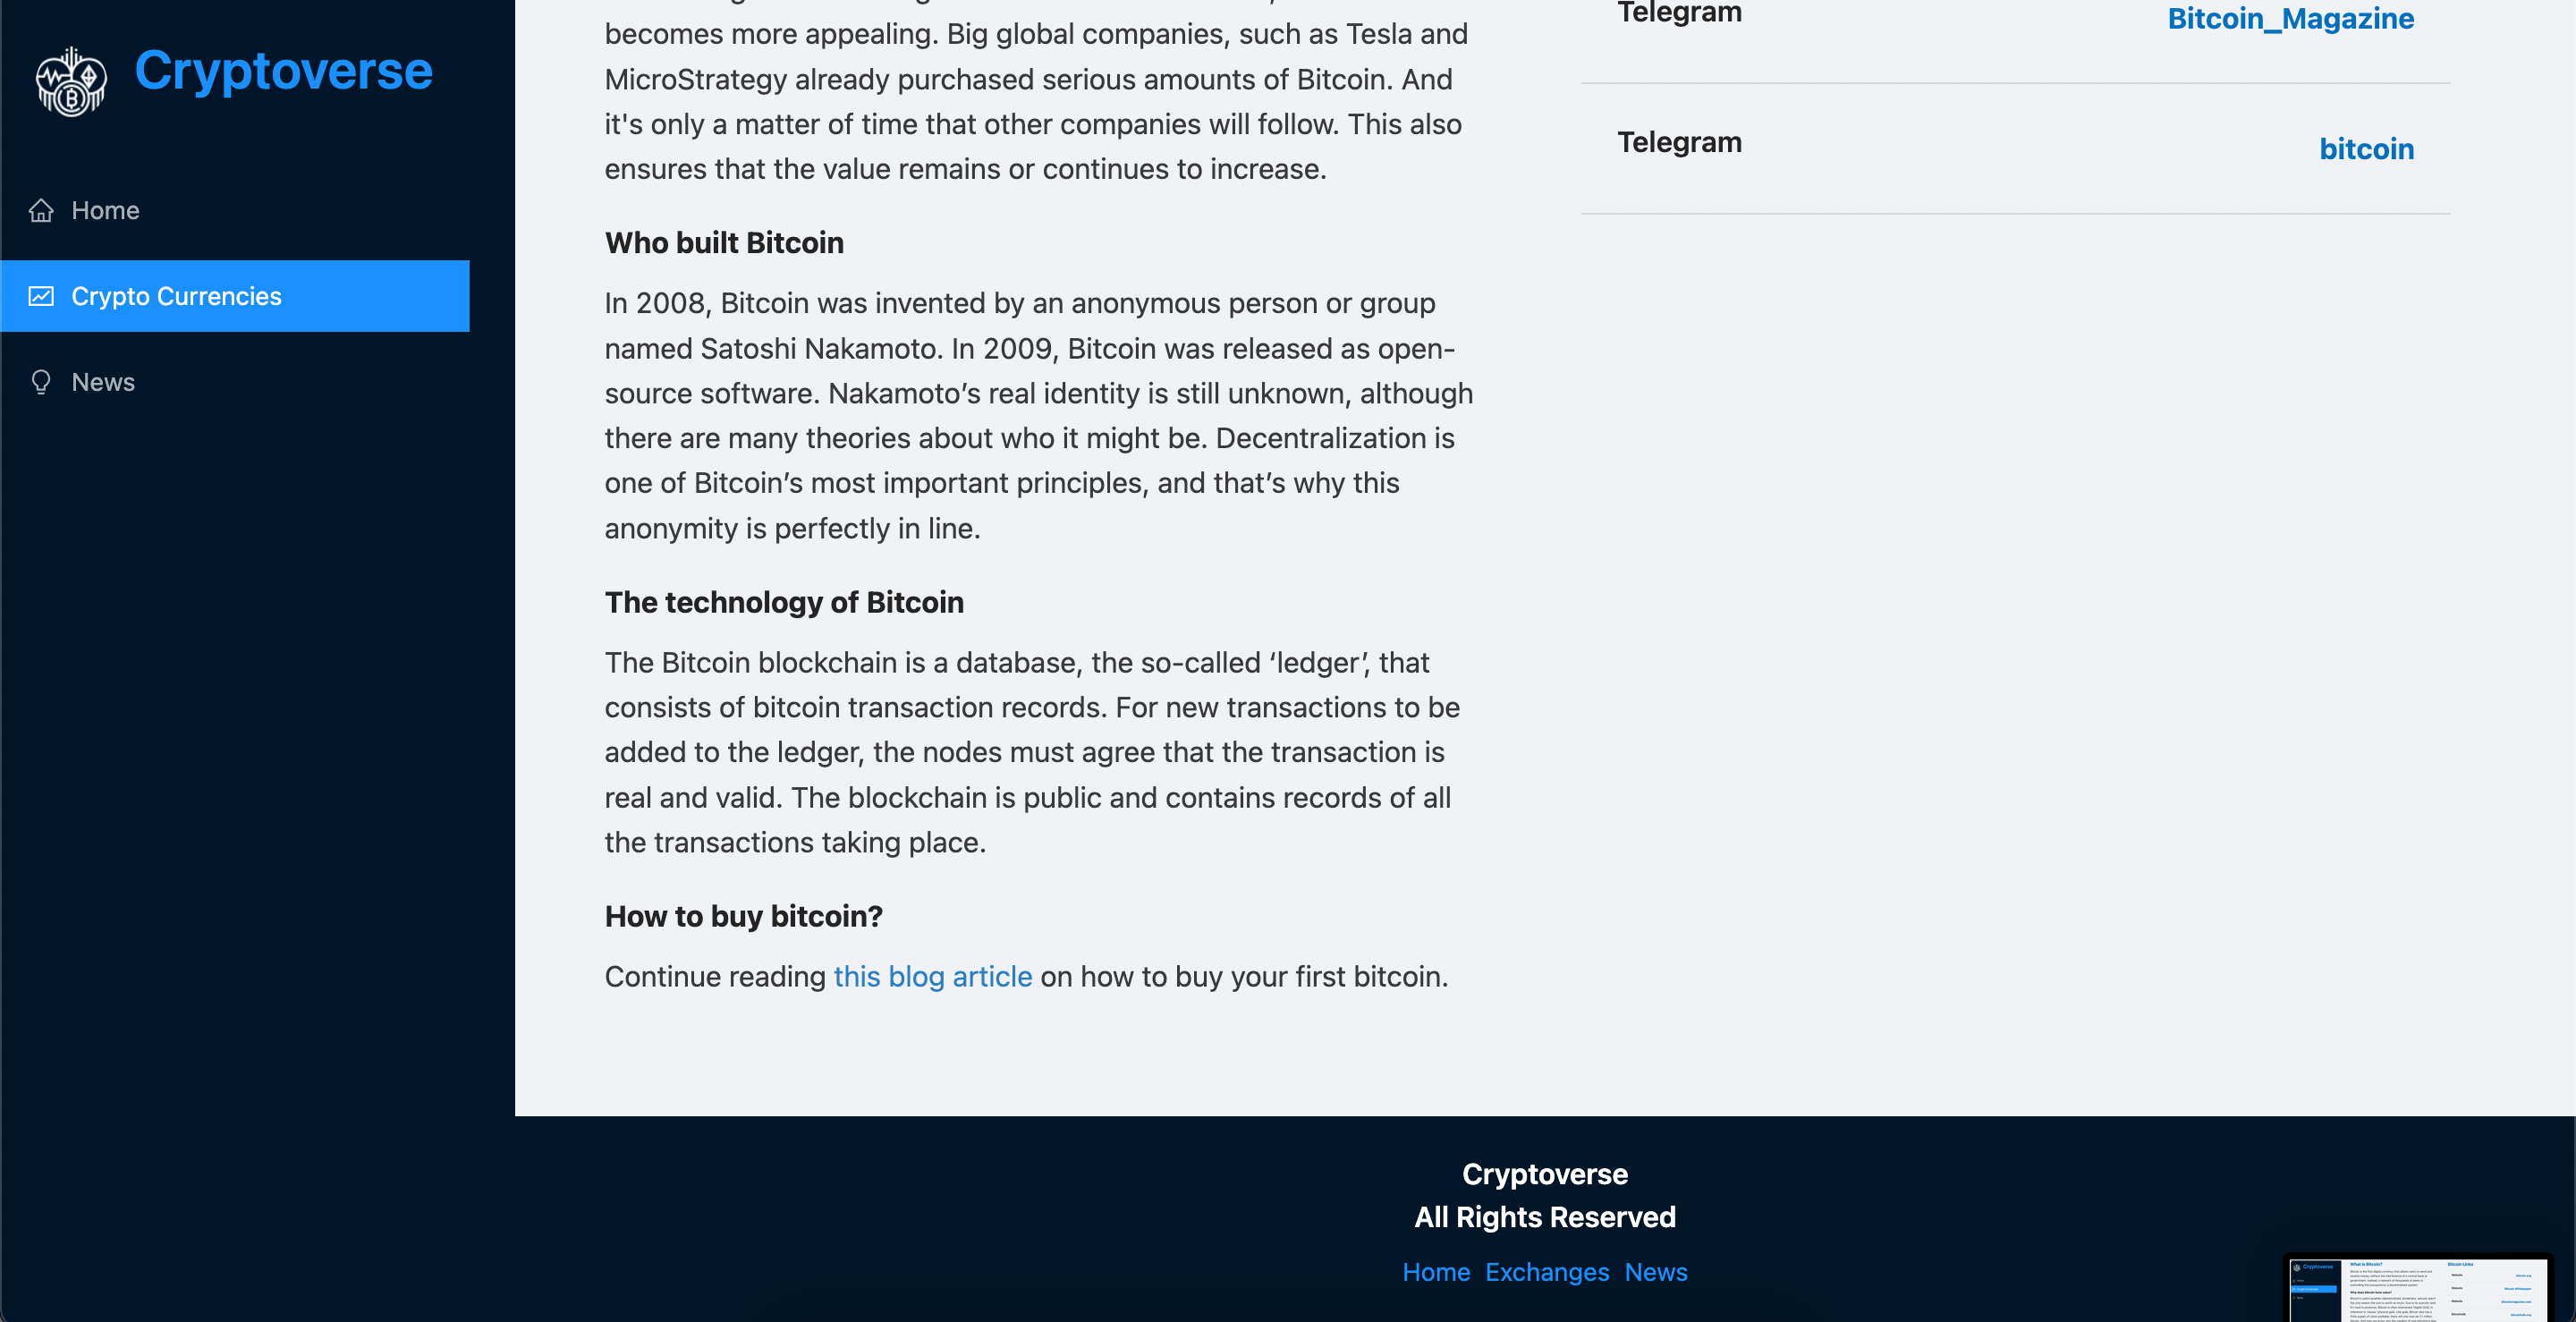 Cryptoverse
Home
Crypto Currencies
News
becomes more appealing. Big global companies, such as Tesla and
MicroStrategy already purchased serious amounts of Bitcoin. And
it's only a matter of time that other companies will follow. This also
ensures that the value remains or continues to increase.
Who built Bitcoin
In 2008, Bitcoin was invented by an anonymous person or group
named Satoshi Nakamoto. In 2009, Bitcoin was released as open-
source software. Nakamoto’s real identity is still unknown, although
there are many theories about who it might be. Decentralization is
one of Bitcoin’s most important principles, and that’s why this
anonymity is perfectly in line.
The technology of Bitcoin
The Bitcoin blockchain is a database, the so-called ‘ledger’, that
consists of bitcoin transaction records. For new transactions to be
added to the ledger, the nodes must agree that the transaction is
real and valid. The blockchain is public and contains records of all
the transactions taking place.
How to buy bitcoin?
Continue reading this blog article on how to buy your first bitcoin.
Telegram Bitcoin_Magazine
Telegram bitcoin
Cryptoverse
All Rights Reserved
Home Exchanges News
Cryptoverse
What is Bitcoin?
Bitcoin Links